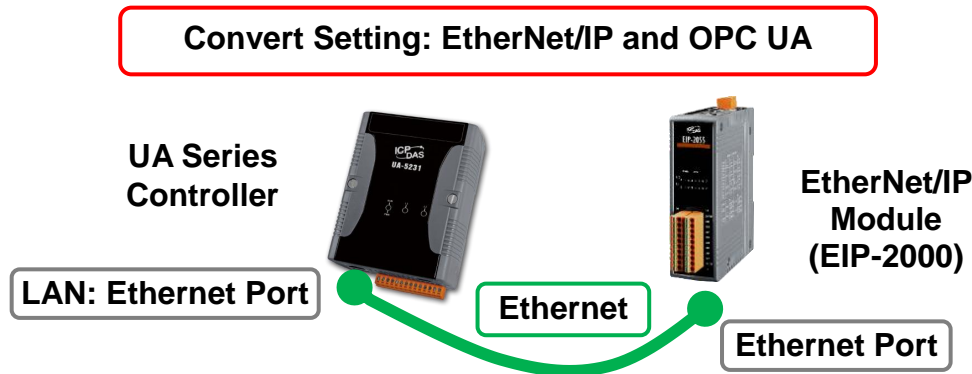 Convert Setting: EtherNet/IP and OPC UA
UA Series
Controller
ICP
DAS
UA-5231
EIP-2055
EtherNet/IP
Module
(EIP-2000)
LAN: Ethernet Port
Ethernet
Ethernet Port